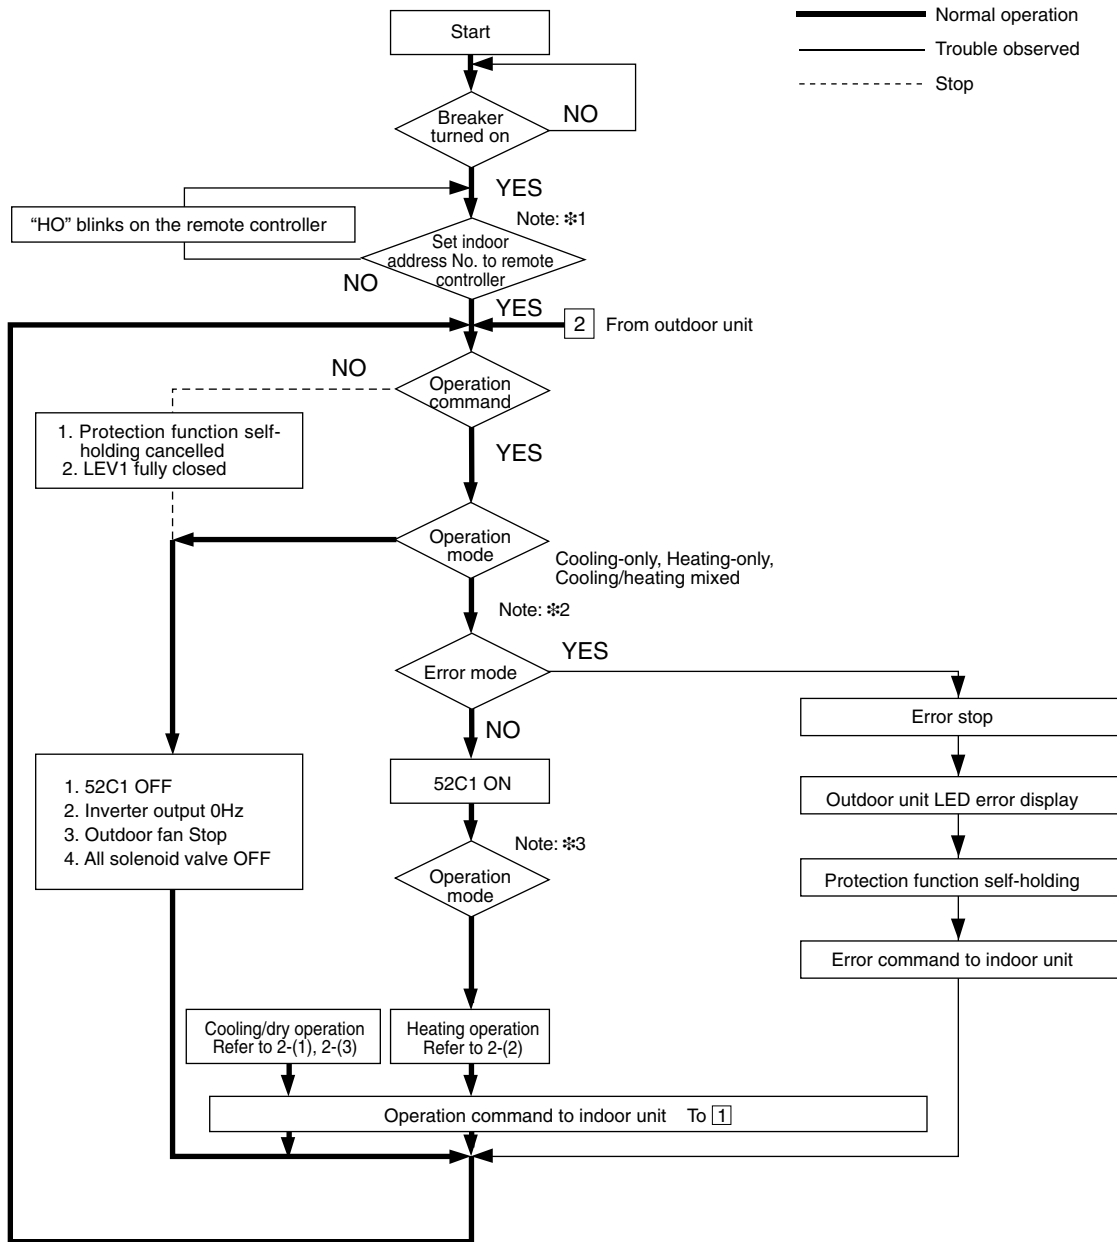 Start
Normal operation
Trouble observed
Stop
Breaker
turned on
NO
YES
"HO" blinks on the remote controller
Note: ✻1
Set indoor
address No. to remote
controller
NO
YES
2 From outdoor unit
NO
Operation
command
1. Protection function self-
holding cancelled
2. LEV1 fully closed
YES
Operation
mode
Cooling-only, Heating-only,
Cooling/heating mixed
Note: ✻2
YES
Error mode
NO
Error stop
52C1 ON
1. 52C1 OFF
2. Inverter output 0Hz
3. Outdoor fan Stop
4. All solenoid valve OFF
Outdoor unit LED error display
Note: ✻3
Operation
mode
Protection function self-holding
Error command to indoor unit
Cooling/dry operation
Refer to 2-(1), 2-(3)
Heating operation
Refer to 2-(2)
Operation command to indoor unit To 1